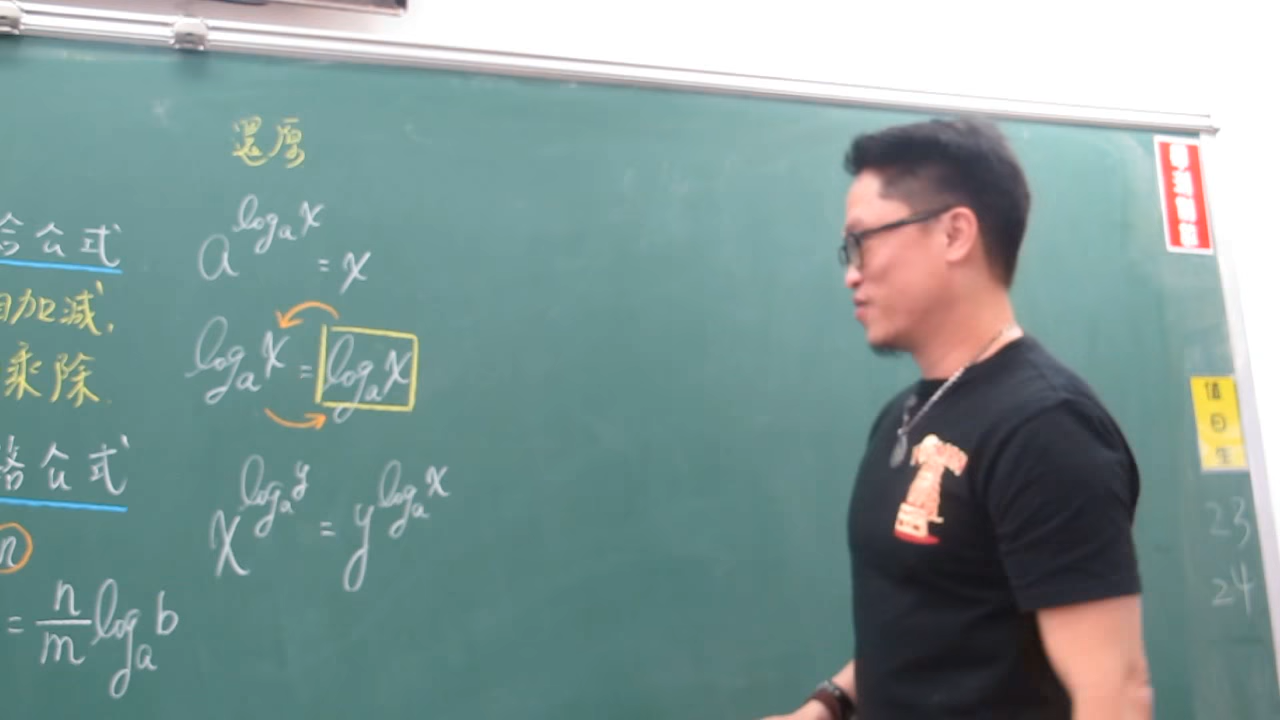 合公式
相加減,
乘除
公式
n
= n/m log_a b
還原
a^{log_a x} = x
log_a x = log_a x
x^{log_a y} = y^{log_a x}
值
日
生
23
24